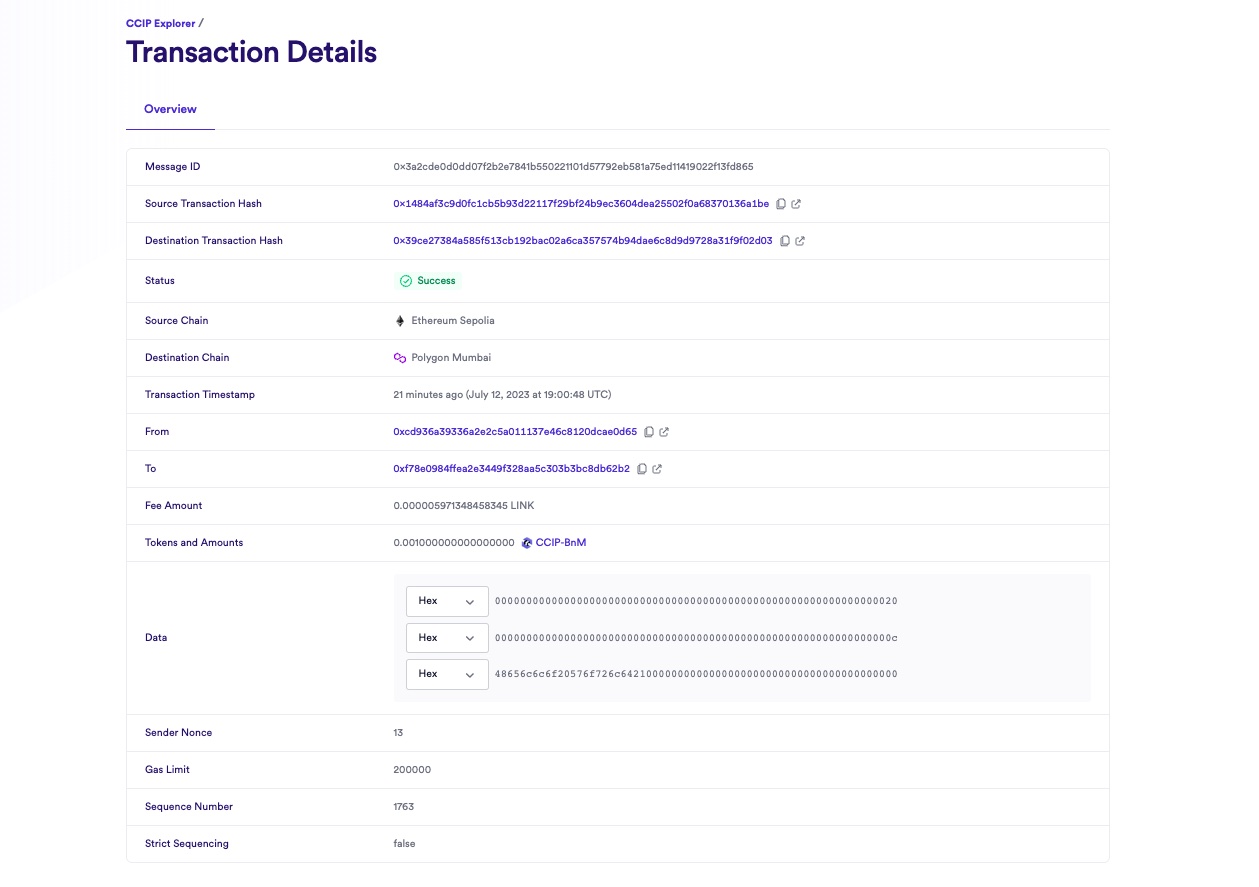 CCIP Explorer /
Transaction Details
Overview
Message ID 0x3a2cde0d0dd07f2b2e7841b550221101d57792eb581a75ed11419022f13fd865
Source Transaction Hash 0x1484af3c9d0fc1cb5b93d22117f29bf24b9ec3604dea25502f0a68370136a1be
Destination Transaction Hash 0x39ce27384a585f513cb192bac02a6ca357574b94dae6c8d9d9728a31f9f02d03
Status Success
Source Chain Ethereum Sepolia
Destination Chain Polygon Mumbai
Transaction Timestamp 21 minutes ago (July 12, 2023 at 19:00:48 UTC)
From 0xcd936a39336a2e2c5a011137e46c8120dcae0d65
To 0xf78e0984ffea2e3449f328aa5c303b3bc8db62b2
Fee Amount 0.000005971348458345 LINK
Tokens and Amounts 0.001000000000000000 CCIP-BnM
Data
Hex 0000000000000000000000000000000000000000000000000000000000000020
Hex 000000000000000000000000000000000000000000000000000000000000000c
Hex 48656c6c6f20576f726c64210000000000000000000000000000000000000000
Sender Nonce 13
Gas Limit 200000
Sequence Number 1763
Strict Sequencing false